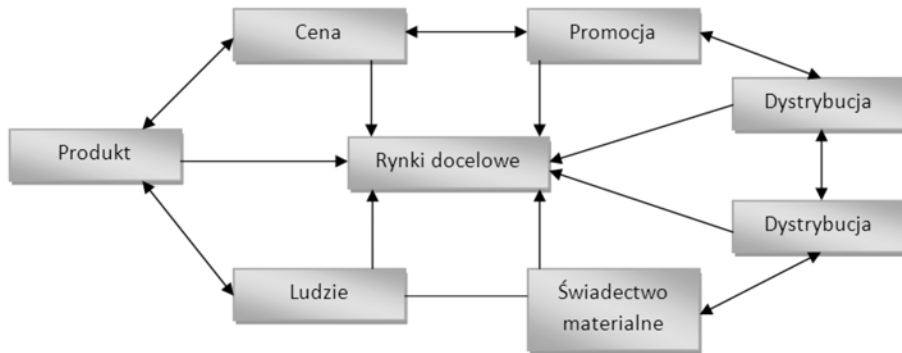 Cena
Promocja
Dystrybucja
Produkt
Rynki docelowe
Dystrybucja
Ludzie
Świadectwo
materialne